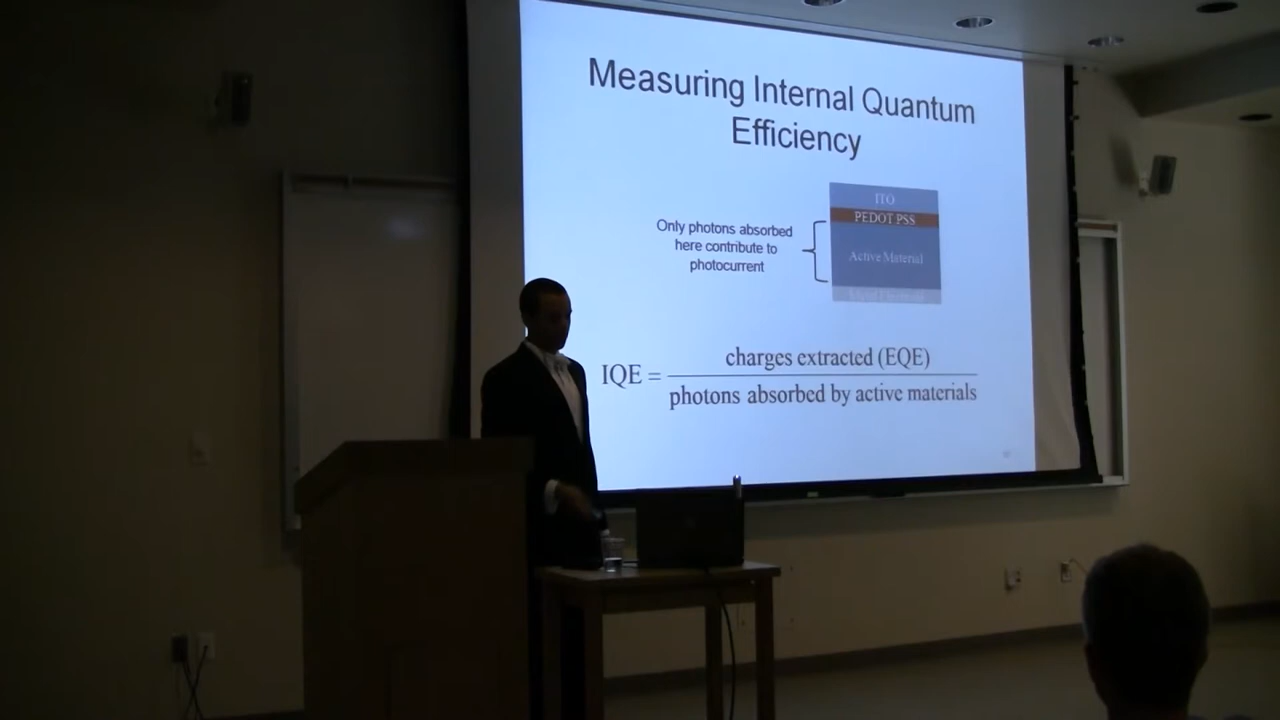 Measuring Internal Quantum
Efficiency
ITO
PEDOT PSS
Only photons absorbed
here contribute to
photocurrent
Active Material
IQE = charges extracted (EQE)
photons absorbed by active materials